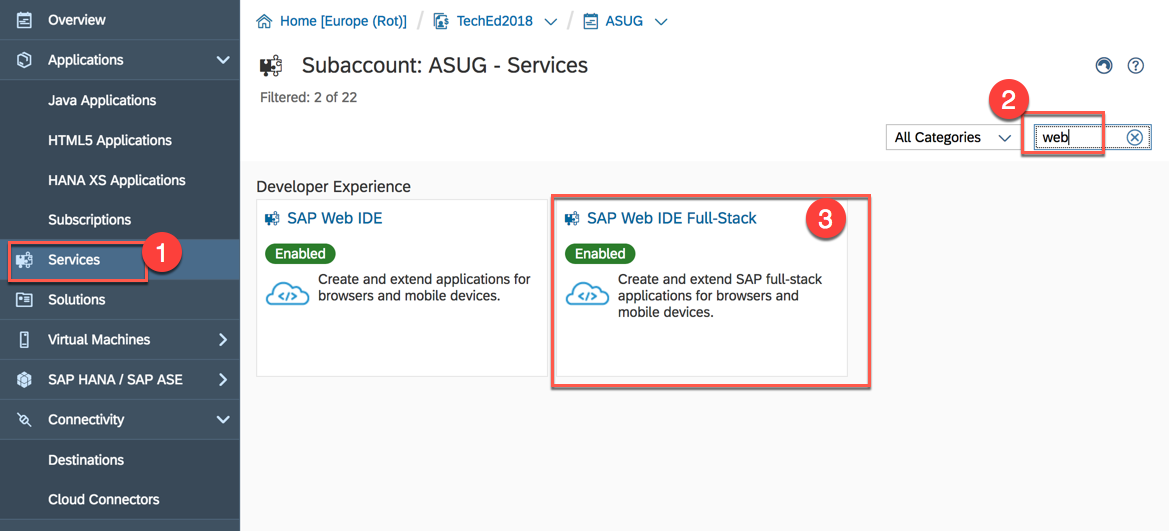 Overview
Applications
Java Applications
HTML5 Applications
HANA XS Applications
Subscriptions
Services
1
Solutions
Virtual Machines
SAP HANA / SAP ASE
Connectivity
Destinations
Cloud Connectors
Home [Europe (Rot)] / TechEd2018 / ASUG
Subaccount: ASUG - Services
Filtered: 2 of 22
2
All Categories
web
Developer Experience
SAP Web IDE
Enabled
Create and extend applications for
browsers and mobile devices.
SAP Web IDE Full-Stack
3
Enabled
Create and extend SAP full-stack
applications for browsers and
mobile devices.